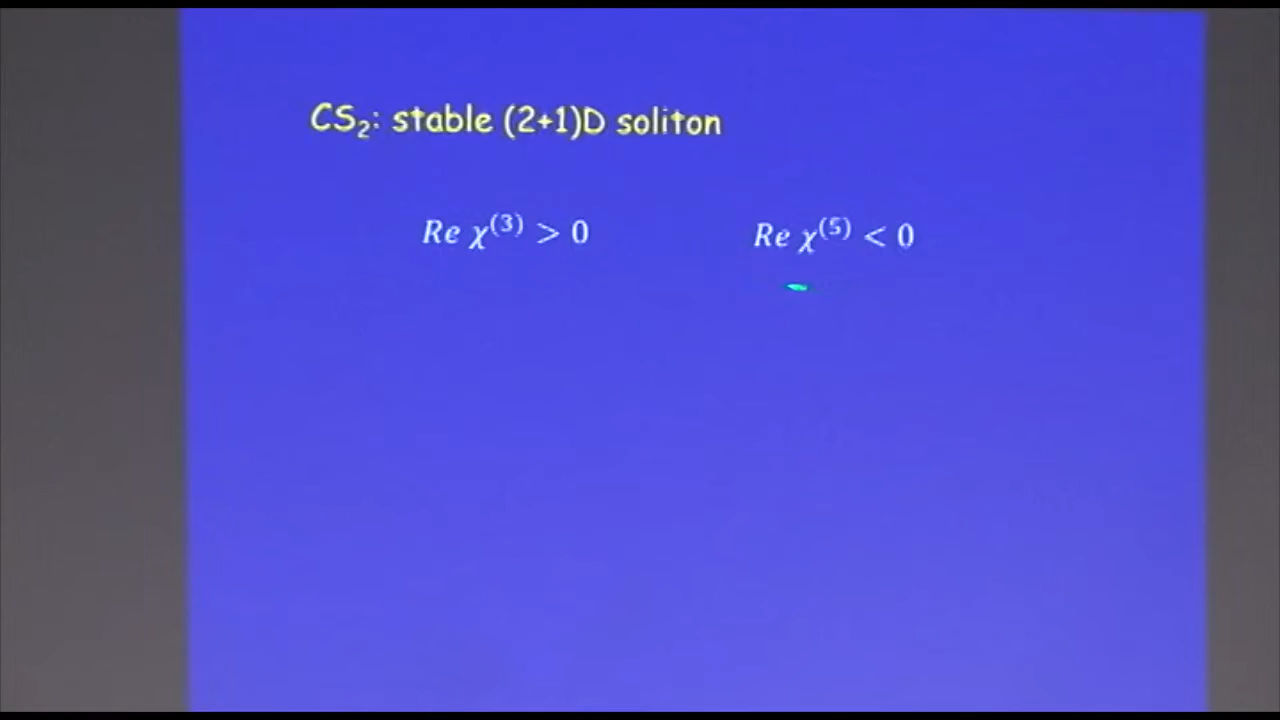 CS₂: stable (2+1)D soliton
Re χ⁽³⁾ > 0
Re χ⁽⁵⁾ < 0